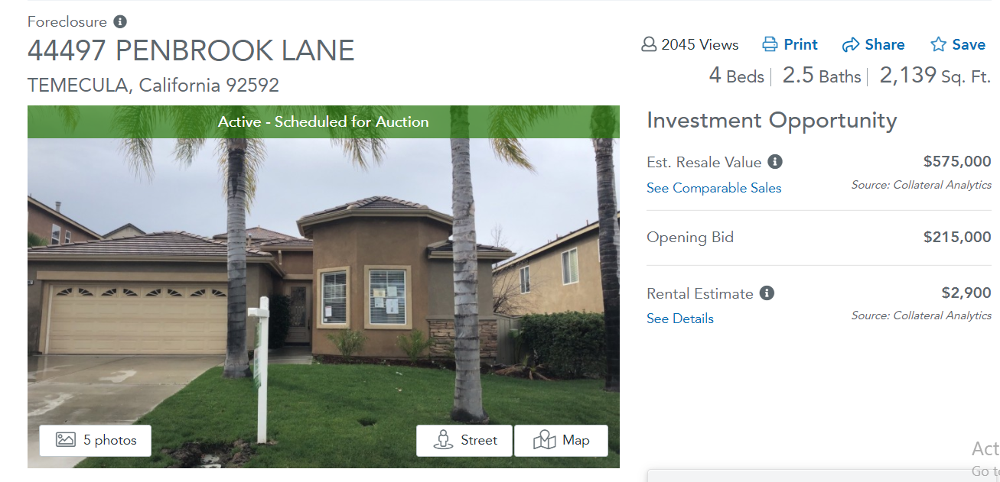 Foreclosure
44497 PENBROOK LANE
TEMECULA, California 92592
2045 Views
Print
Share
Save
4 Beds | 2.5 Baths | 2,139 Sq. Ft.
Active - Scheduled for Auction
5 photos
Street
Map
Investment Opportunity
Est. Resale Value
$575,000
See Comparable Sales
Source: Collateral Analytics
Opening Bid
$215,000
Rental Estimate
$2,900
See Details
Source: Collateral Analytics
Act
Go to